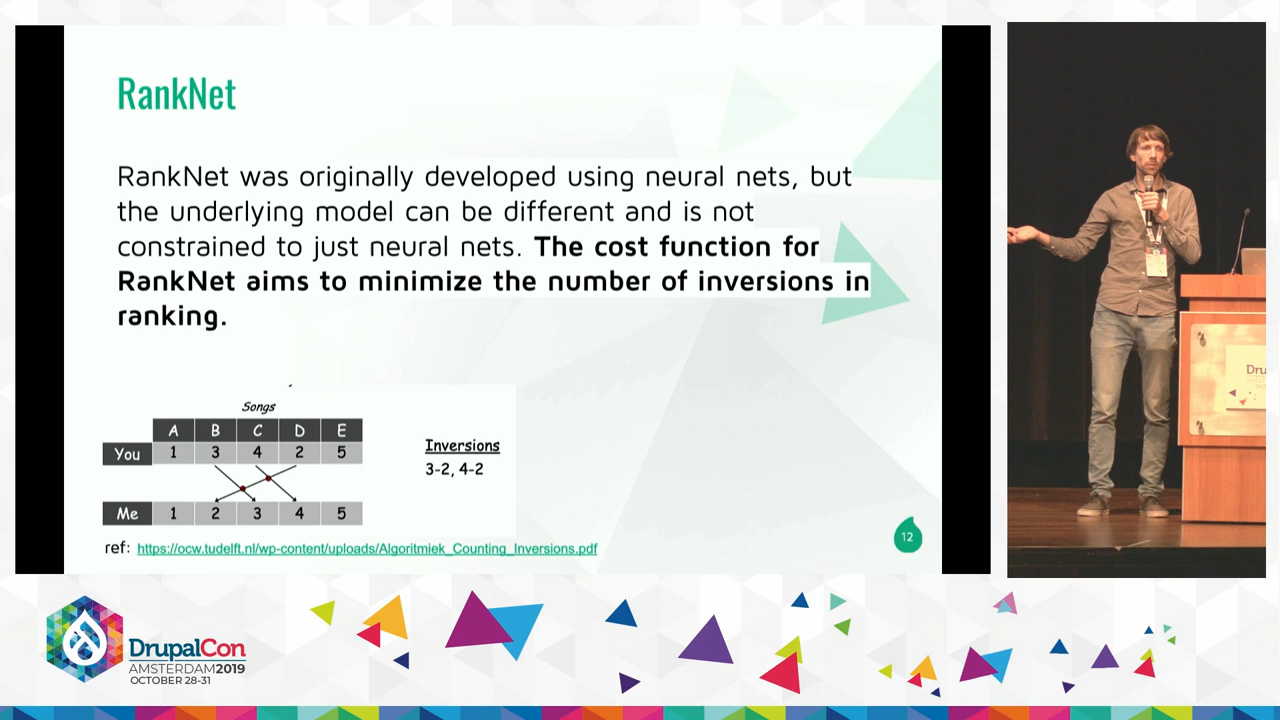 RankNet
RankNet was originally developed using neural nets, but
the underlying model can be different and is not
constrained to just neural nets. The cost function for
RankNet aims to minimize the number of inversions in
ranking.
Songs
A B C D E
You 1 3 4 2 5
Me 1 2 3 4 5
Inversions
3-2, 4-2
ref: https://ocw.tudelft.nl/wp-content/uploads/Algoritmiek_Counting_Inversions.pdf
12
Dru
DrupalCon
AMSTERDAM2019
OCTOBER 28-31